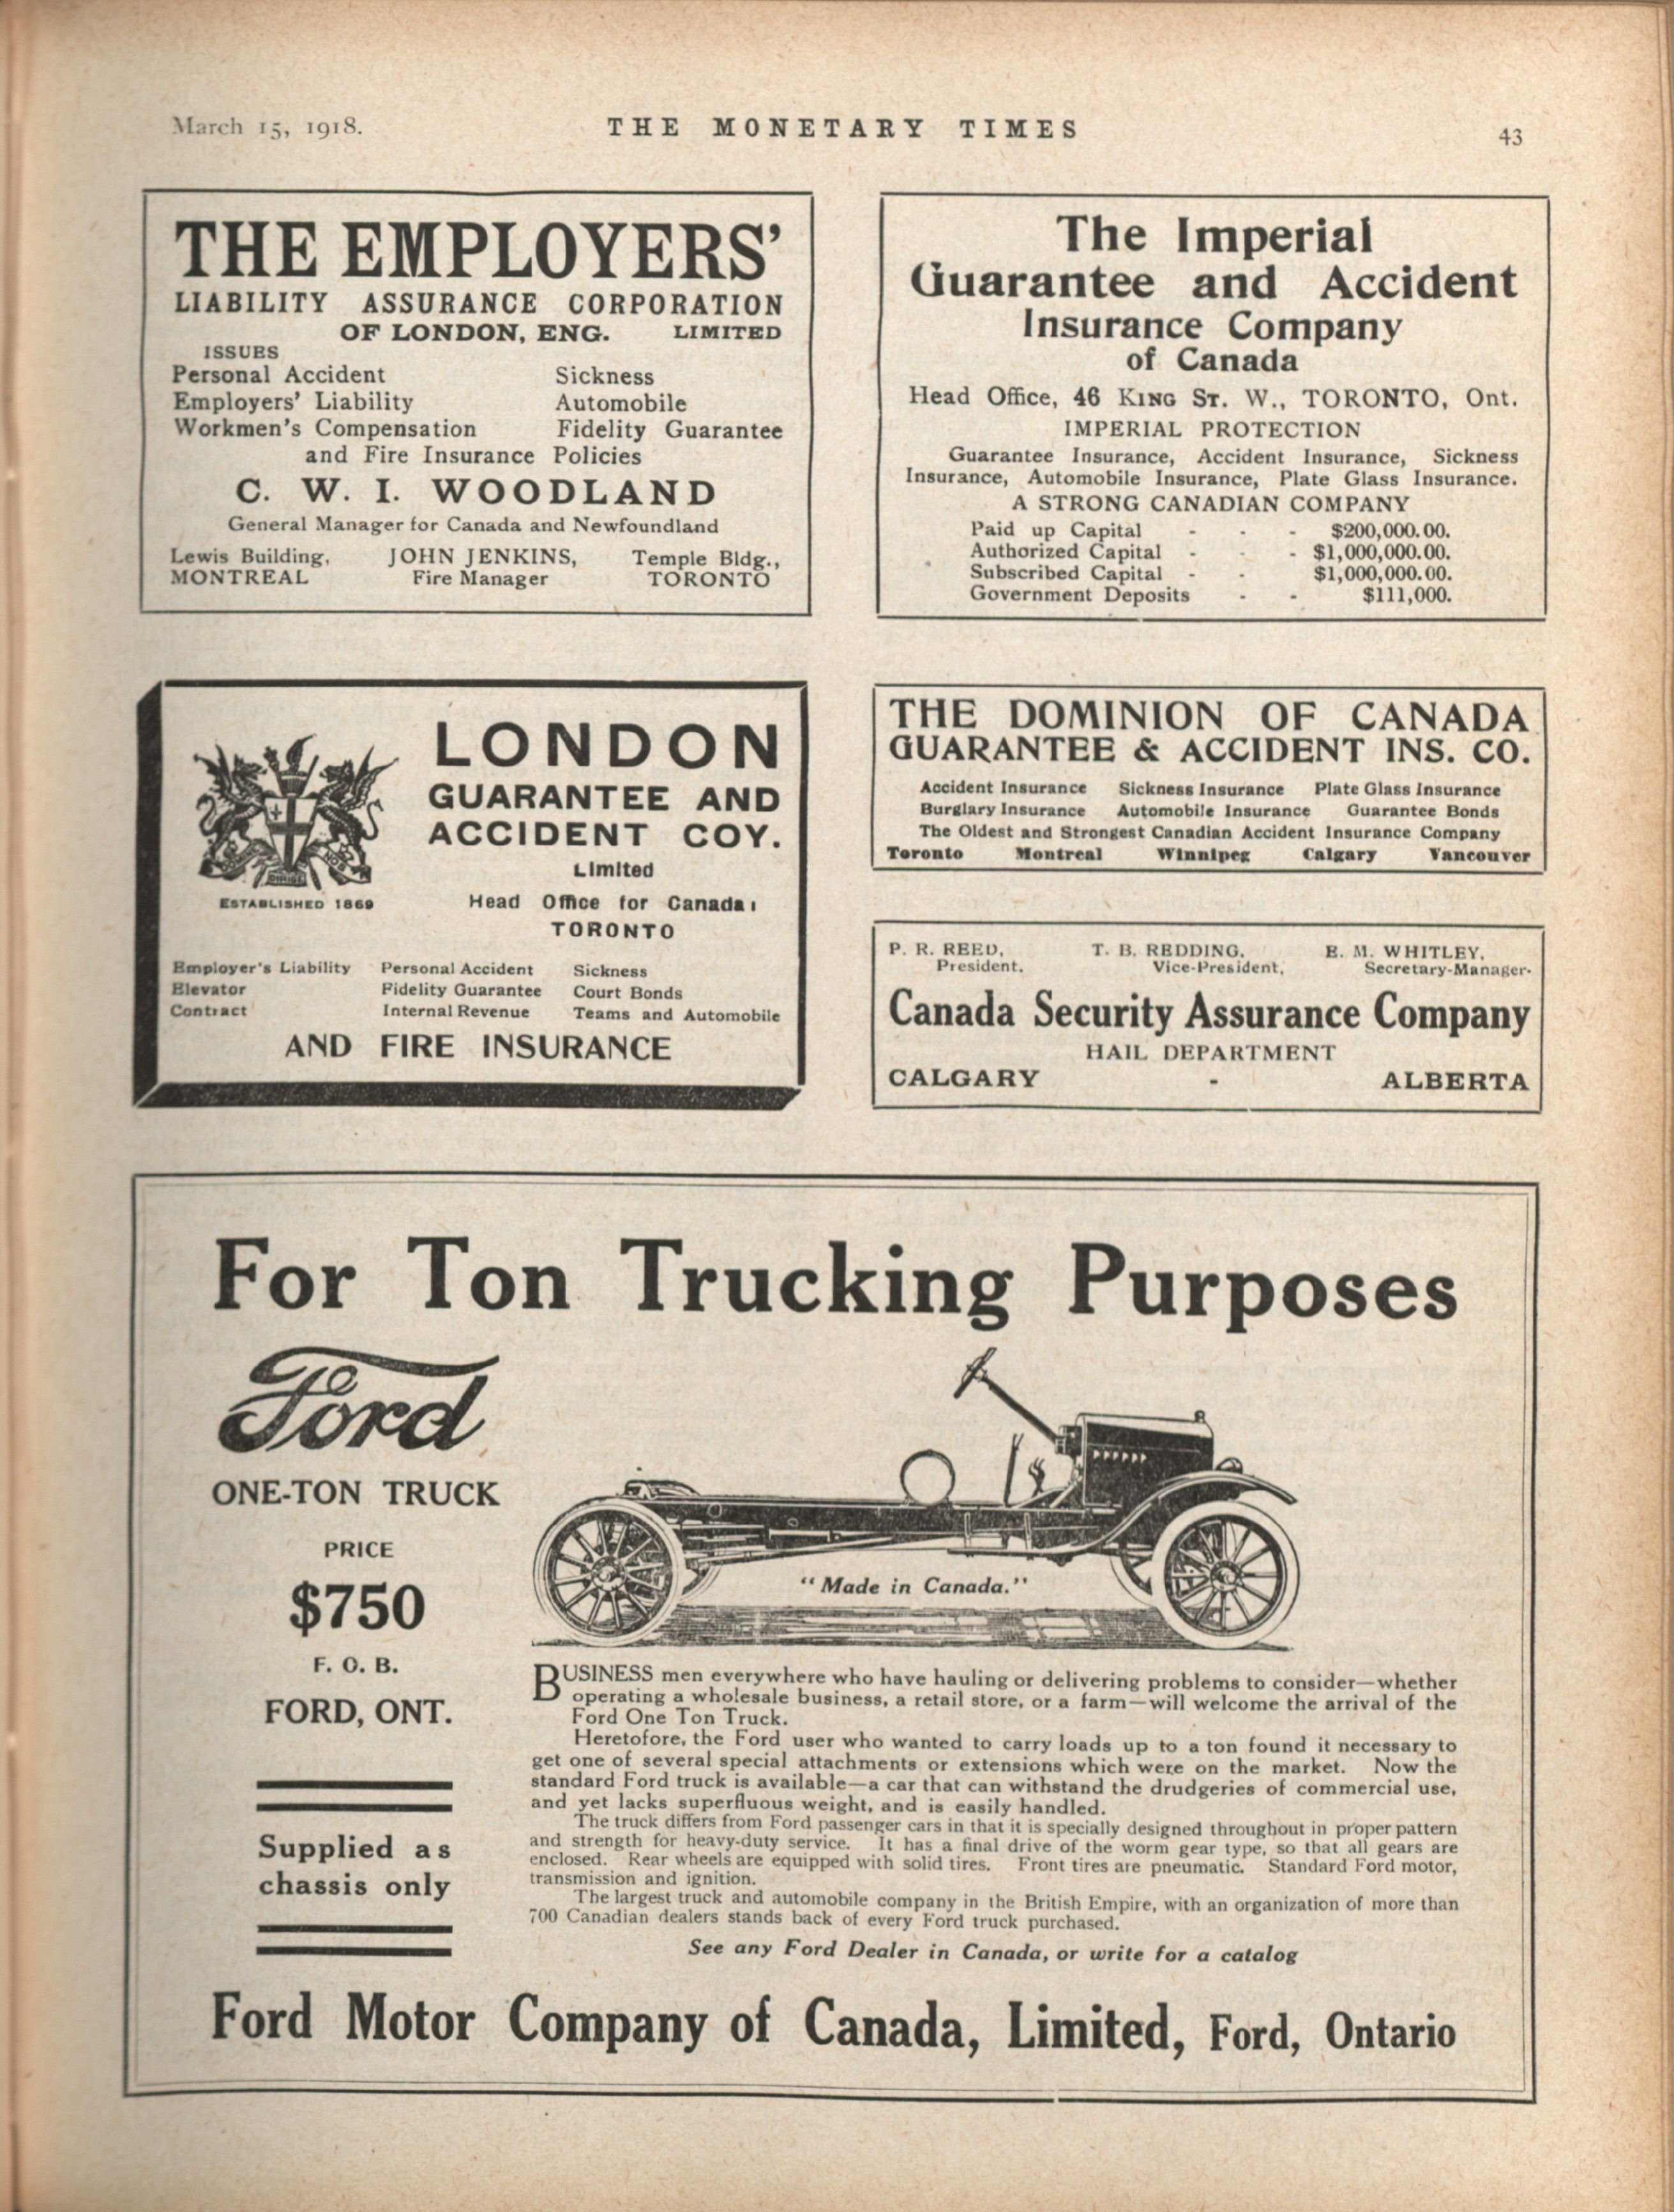 March 15, 1918.
THE MONETARY TIMES
43
THE EMPLOYERS'
LIABILITY ASSURANCE CORPORATION
OF LONDON, ENG. LIMITED
ISSUES
Personal Accident Sickness
Employers' Liability Automobile
Workmen's Compensation Fidelity Guarantee
and Fire Insurance Policies
C. W. I. WOODLAND
General Manager for Canada and Newfoundland
Lewis Building, JOHN JENKINS, Temple Bldg.,
MONTREAL Fire Manager TORONTO
The Imperial
Guarantee and Accident
Insurance Company
of Canada
Head Office, 46 KING ST. W., TORONTO, Ont.
IMPERIAL PROTECTION
Guarantee Insurance, Accident Insurance, Sickness
Insurance, Automobile Insurance, Plate Glass Insurance.
A STRONG CANADIAN COMPANY
Paid up Capital - - - $200,000.00.
Authorized Capital - - - $1,000,000.00.
Subscribed Capital - - $1,000,000.00.
Government Deposits - - $111,000.
LONDON
GUARANTEE AND
ACCIDENT COY.
Limited
ESTABLISHED 1869
Head Office for Canada:
TORONTO
Employer's Liability Personal Accident Sickness
Elevator Fidelity Guarantee Court Bonds
Contract Internal Revenue Teams and Automobile
AND FIRE INSURANCE
THE DOMINION OF CANADA
GUARANTEE & ACCIDENT INS. CO.
Accident Insurance Sickness Insurance Plate Glass Insurance
Burglary Insurance Automobile Insurance Guarantee Bonds
The Oldest and Strongest Canadian Accident Insurance Company
Toronto Montreal Winnipeg Calgary Vancouver
P. R. REED, T. B. REDDING, E. M. WHITLEY,
President. Vice-President, Secretary-Manager.
Canada Security Assurance Company
HAIL DEPARTMENT
CALGARY - ALBERTA
For Ton Trucking Purposes
Ford
ONE-TON TRUCK
PRICE
$750
F. O. B.
FORD, ONT.
Supplied as
chassis only
"Made in Canada."
BUSINESS men everywhere who have hauling or delivering problems to consider—whether
operating a wholesale business, a retail store, or a farm—will welcome the arrival of the
Ford One Ton Truck.
Heretofore, the Ford user who wanted to carry loads up to a ton found it necessary to
get one of several special attachments or extensions which were on the market. Now the
standard Ford truck is available—a car that can withstand the drudgeries of commercial use,
and yet lacks superfluous weight, and is easily handled.
The truck differs from Ford passenger cars in that it is specially designed throughout in proper pattern
and strength for heavy-duty service. It has a final drive of the worm gear type, so that all gears are
enclosed. Rear wheels are equipped with solid tires. Front tires are pneumatic. Standard Ford motor,
transmission and ignition.
The largest truck and automobile company in the British Empire, with an organization of more than
700 Canadian dealers stands back of every Ford truck purchased.
See any Ford Dealer in Canada, or write for a catalog
Ford Motor Company of Canada, Limited, Ford, Ontario